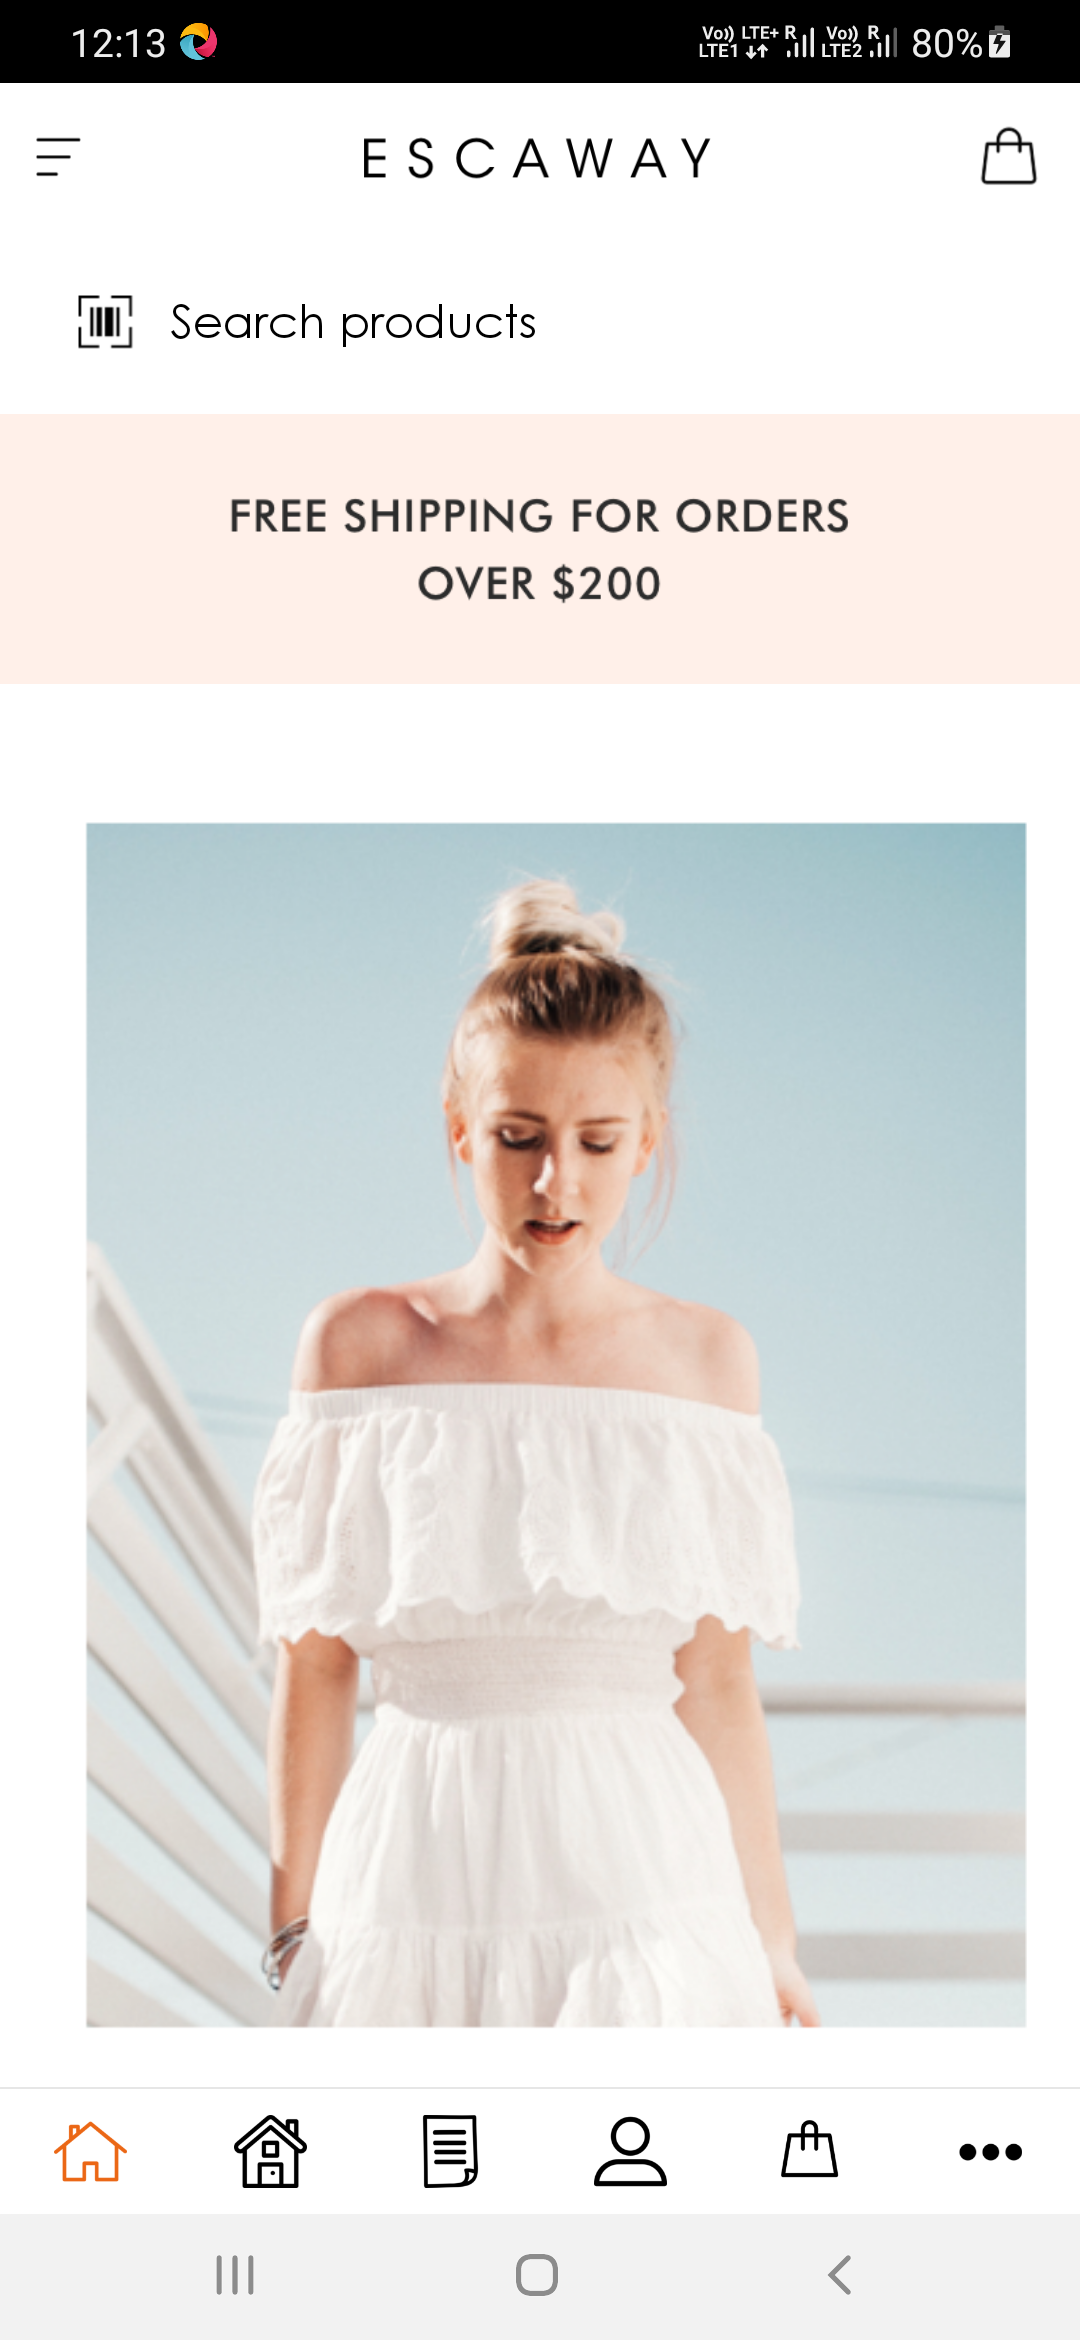 12:13
Vo)) LTE+ R Vo)) R 80%
LTE1 LTE2
ESCAWAY
Search products
FREE SHIPPING FOR ORDERS
OVER $200